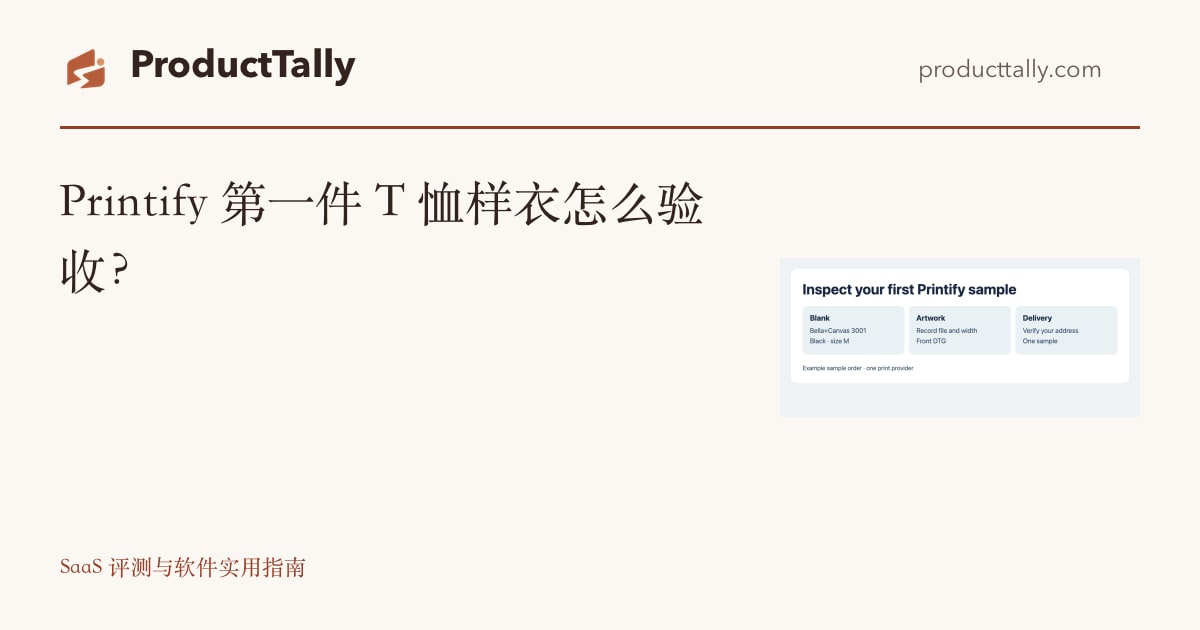 ProductTally
producttally.com
Printify 第一件 T 恤样衣怎么验
收?
Inspect your first Printify sample
Blank
Bella+Canvas 3001
Black · size M
Artwork
Record file and width
Front DTG
Delivery
Verify your address
One sample
Example sample order · one print provider
SaaS 评测与软件实用指南